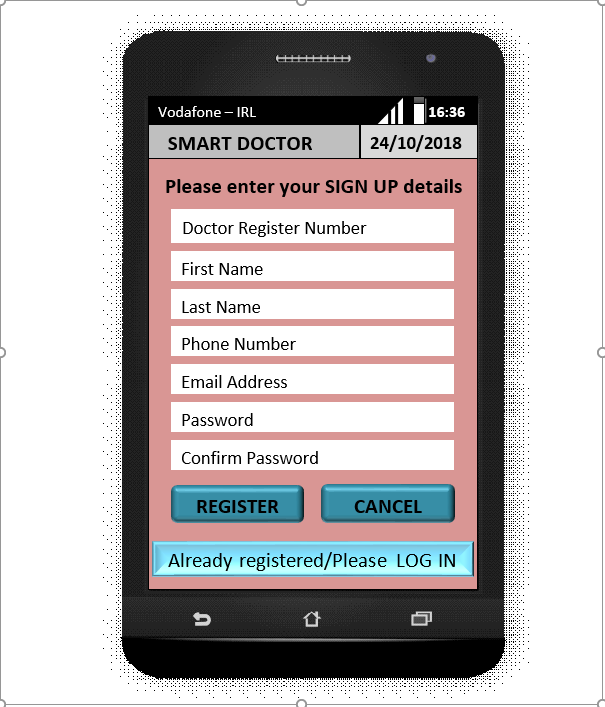 Vodafone – IRL 16:36
SMART DOCTOR 24/10/2018
Please enter your SIGN UP details
Doctor Register Number
First Name
Last Name
Phone Number
Email Address
Password
Confirm Password
REGISTER CANCEL
Already registered/Please LOG IN